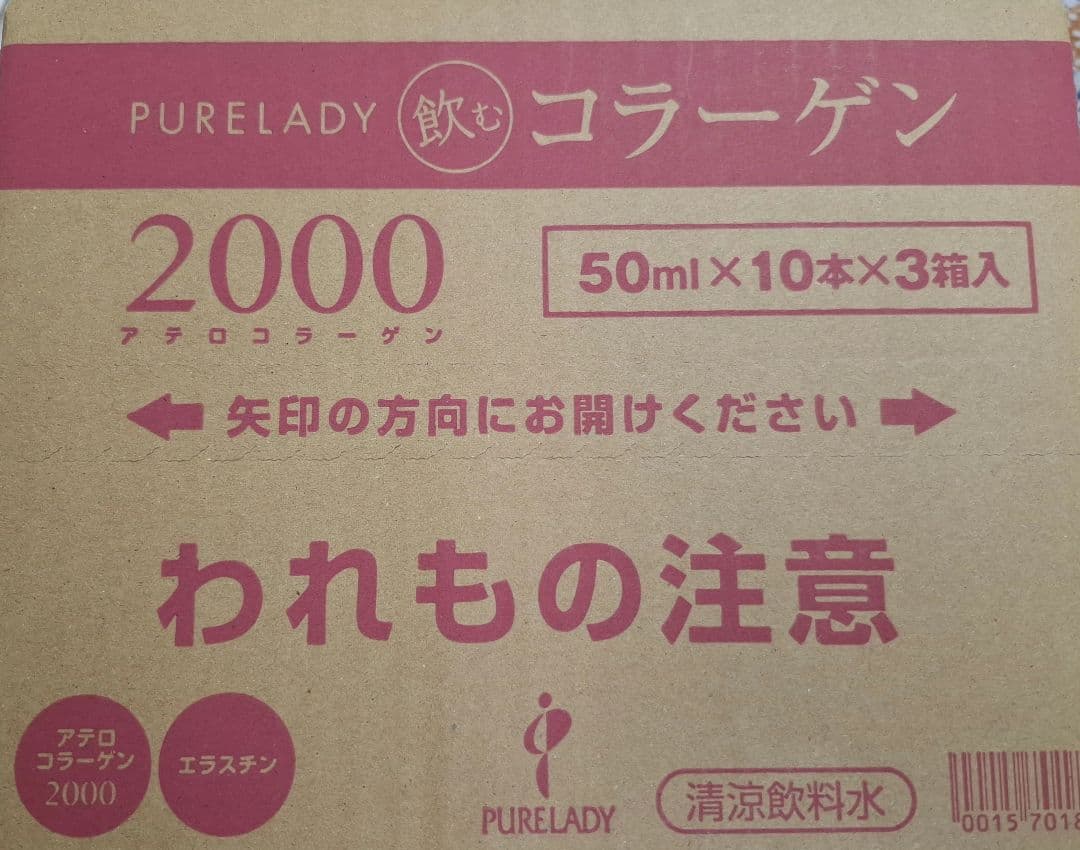 PURELADY 飲む コラーゲン
2000
アテロコラーゲン
50ml×10本×3箱入
矢印の方向にお開けください
われもの注意
アテロ
コラーゲン
2000
エラスチン
PURELADY
清涼飲料水
0015 7018